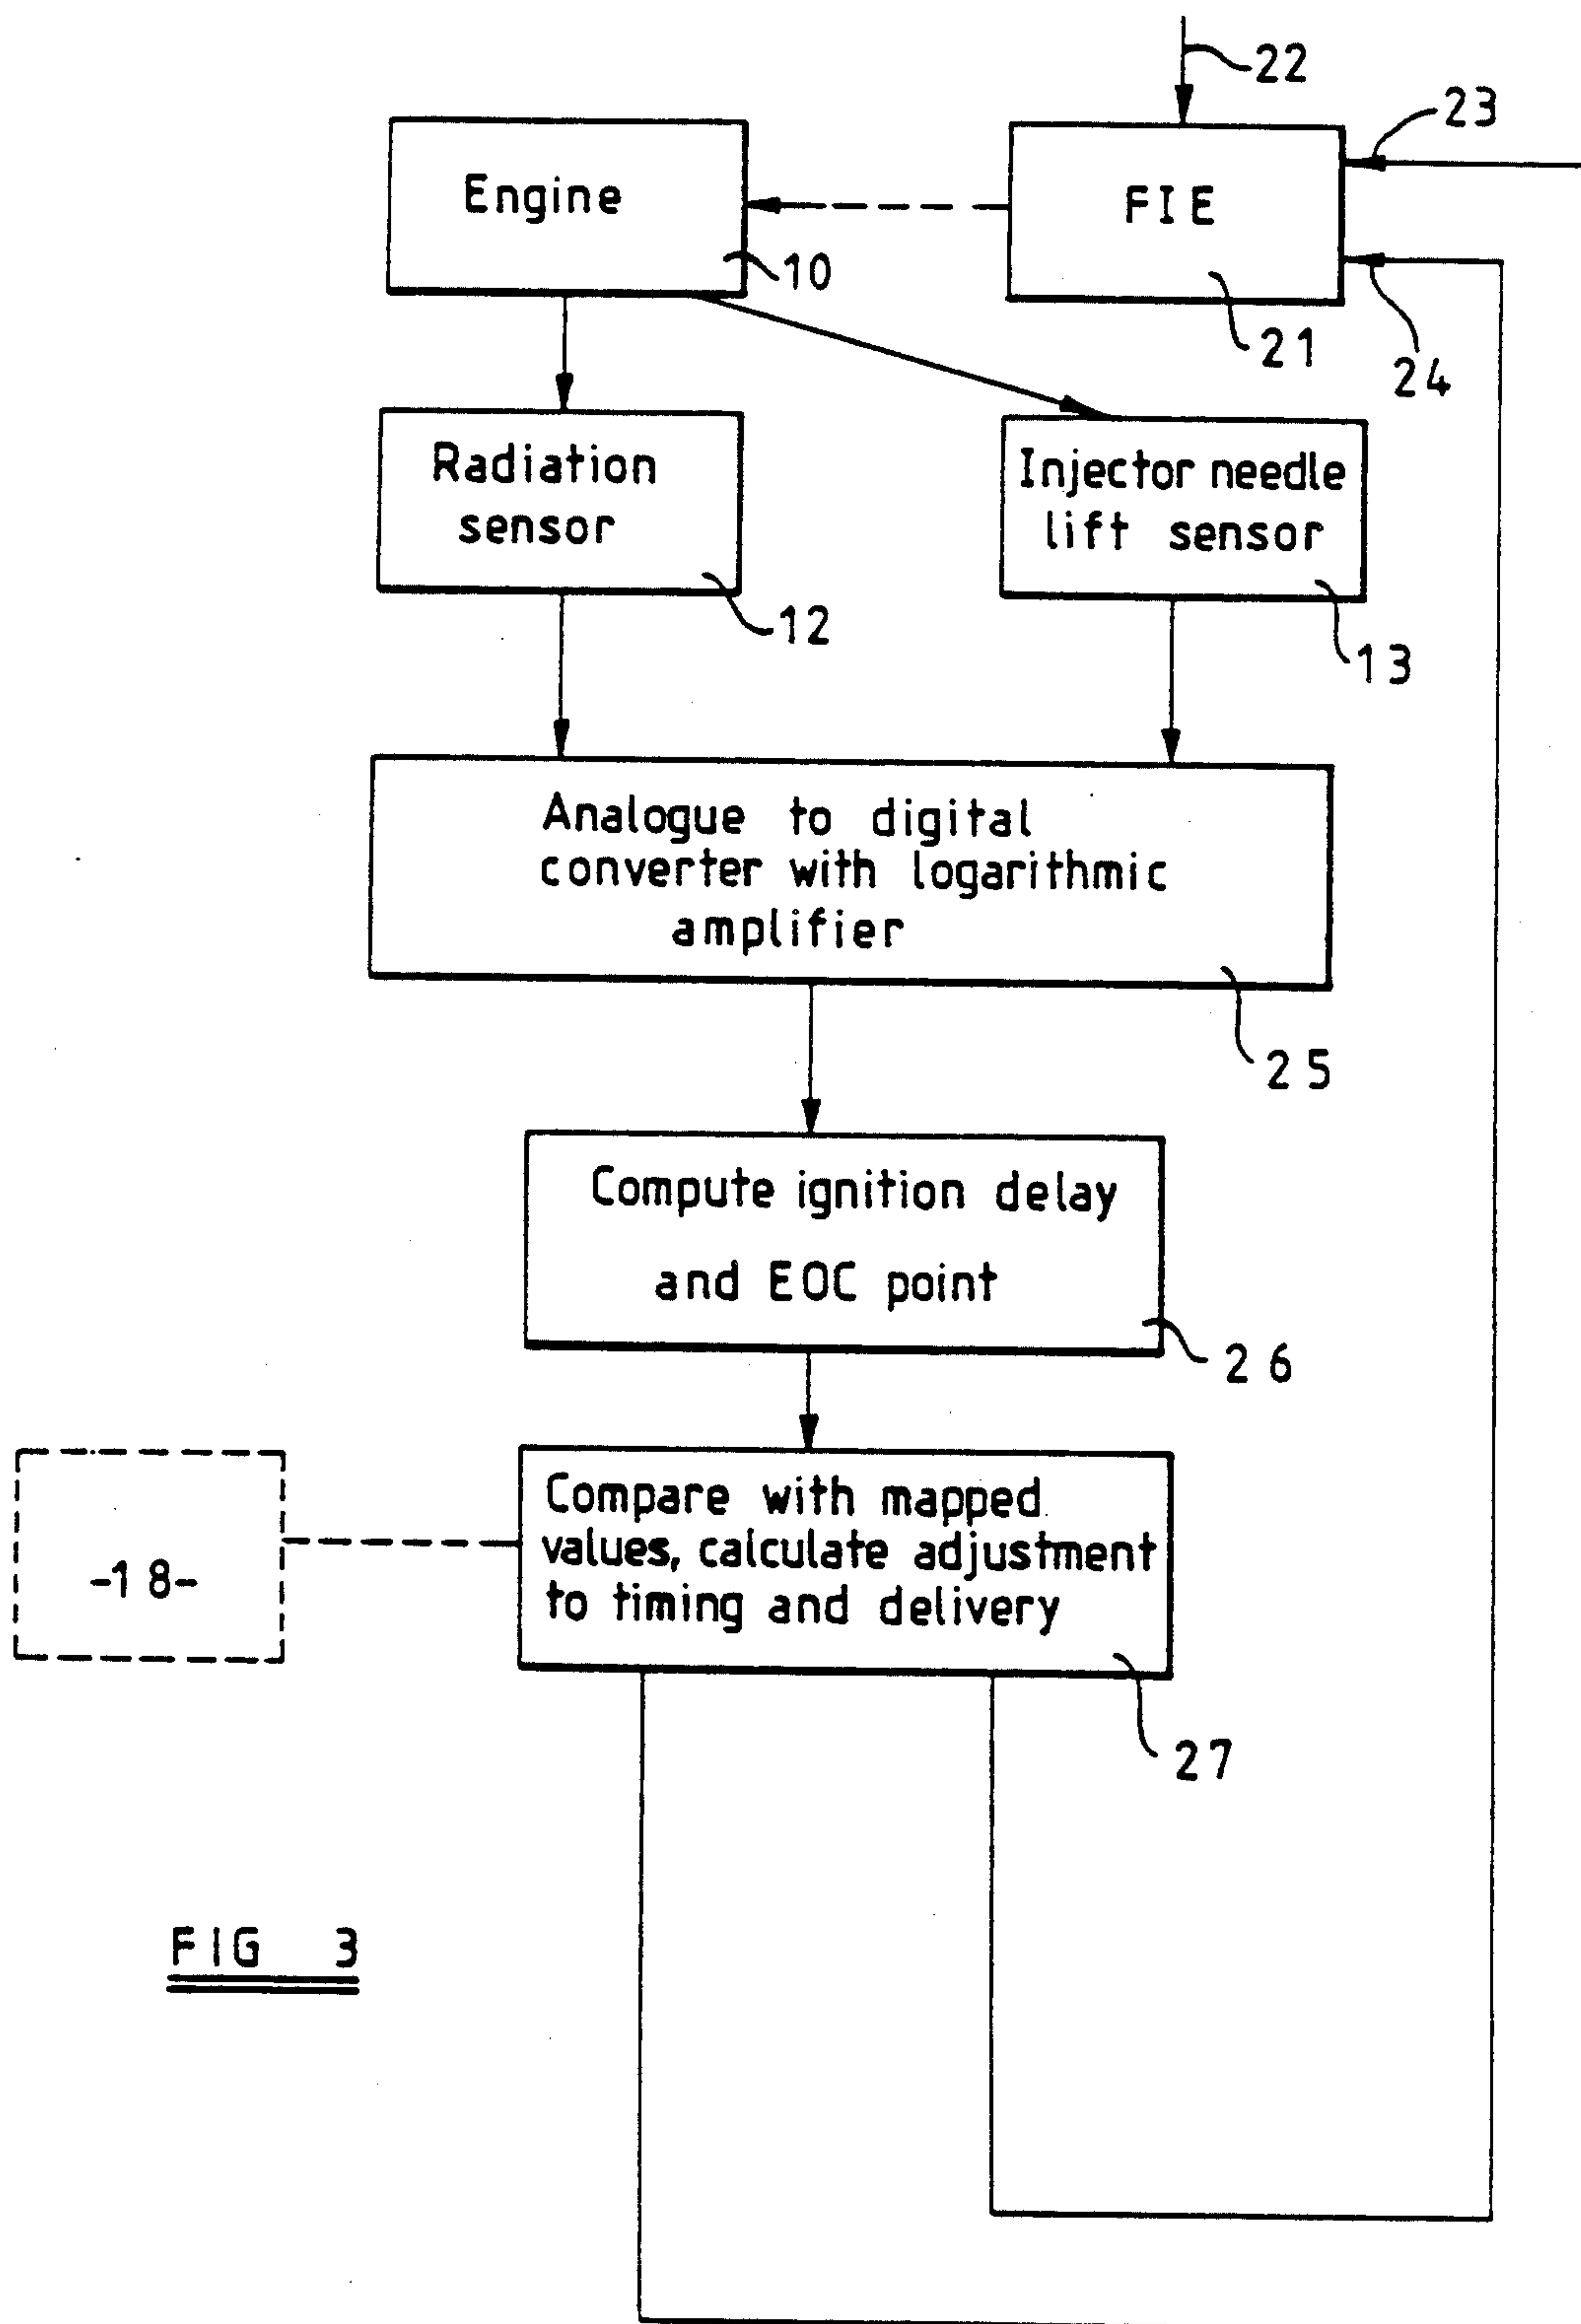 22
23
Engine
FIE
10
21
24
Radiation
sensor
Injector needle
lift sensor
12
13
Analogue to digital
converter with logarithmic
amplifier
25
Compute ignition delay
and EOC point
26
Compare with mapped
values, calculate adjustment
to timing and delivery
-18-
27
FIG 3